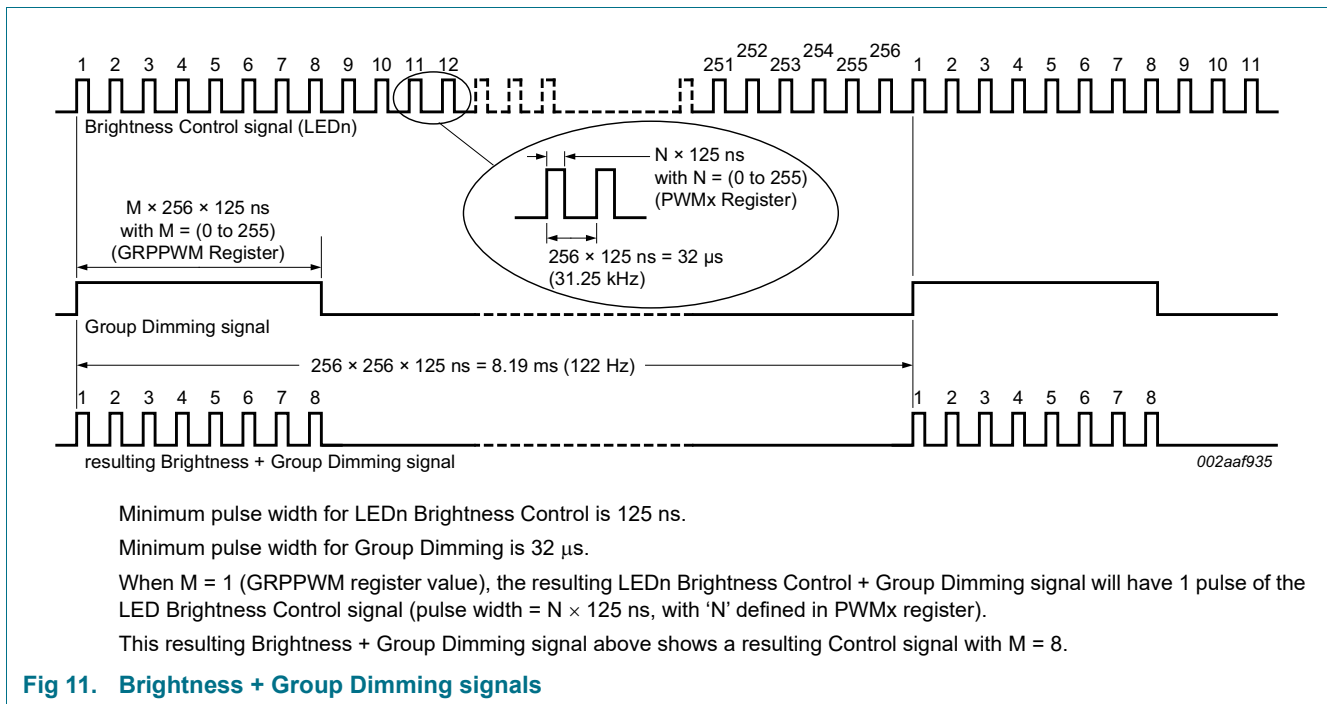 1 2 3 4 5 6 7 8 9 10 11 12 251 252 253 254 255 256 1 2 3 4 5 6 7 8 9 10 11
Brightness Control signal (LEDn)
N × 125 ns
with N = (0 to 255)
(PWMx Register)
M × 256 × 125 ns
with M = (0 to 255)
(GRPPWM Register)
256 × 125 ns = 32 μs
(31.25 kHz)
Group Dimming signal
256 × 256 × 125 ns = 8.19 ms (122 Hz)
1 2 3 4 5 6 7 8 1 2 3 4 5 6 7 8
resulting Brightness + Group Dimming signal
002aaf935
Minimum pulse width for LEDn Brightness Control is 125 ns.
Minimum pulse width for Group Dimming is 32 μs.
When M = 1 (GRPPWM register value), the resulting LEDn Brightness Control + Group Dimming signal will have 1 pulse of the
LED Brightness Control signal (pulse width = N × 125 ns, with ‘N’ defined in PWMx register).
This resulting Brightness + Group Dimming signal above shows a resulting Control signal with M = 8.
Fig 11. Brightness + Group Dimming signals